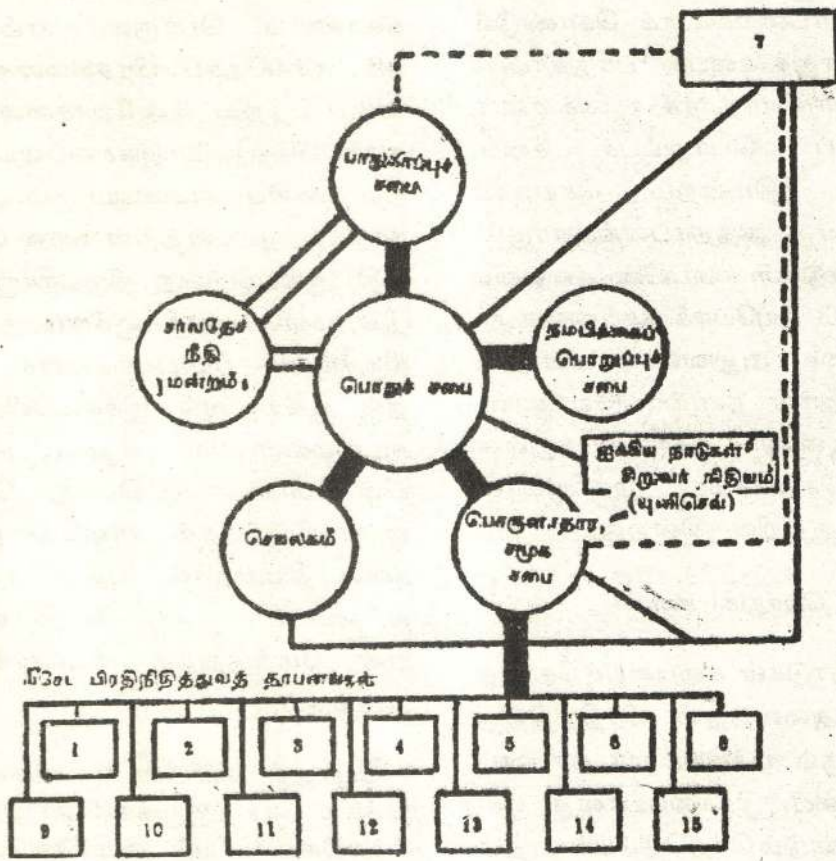 7
பாதுகாப்புச்
சபை
சர்வதேச
நீதி
மன்றம்
பொதுச் சபை
நம்பிக்கைப்
பொறுப்புச்
சபை
ஐக்கிய நாடுகள்
சிறுவர் நிதியம்
(யுனிசெவ்)
செயலகம்
பொருளாதார,
சமூக
சபை
விசேட பிரதிநிதித்துவத் தாபனங்கள்
1 2 3 4 5 6 8
9 10 11 12 13 14 15